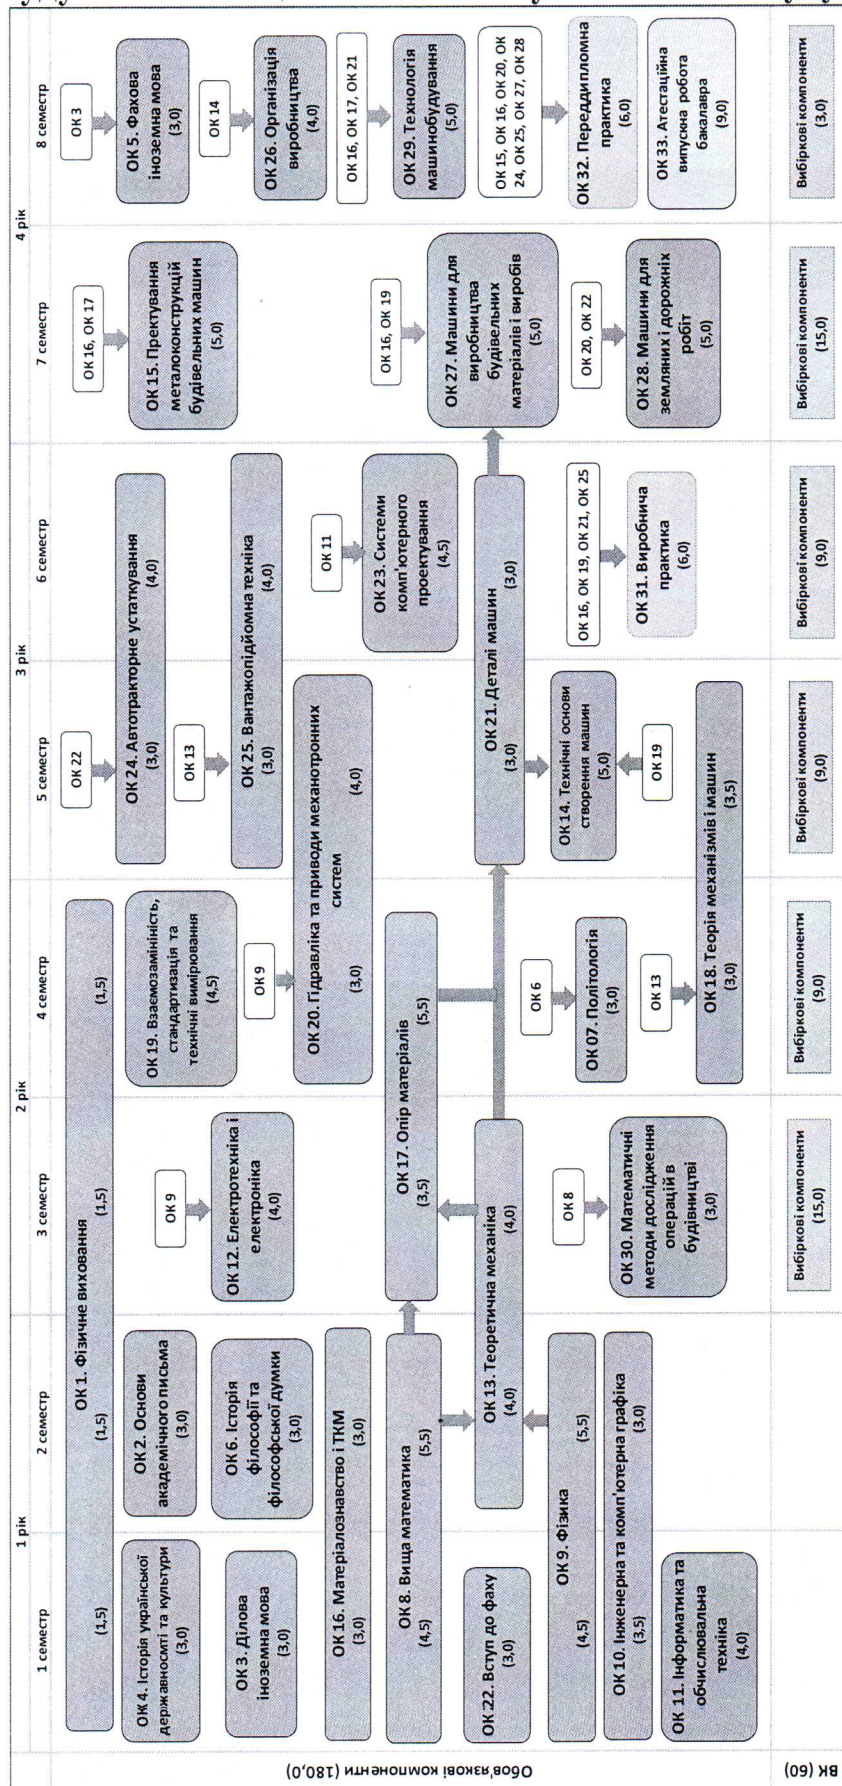 1 рік
2 рік
3 рік
4 рік
1 семестр
2 семестр
3 семестр
4 семестр
5 семестр
6 семестр
7 семестр
8 семестр
Обов'язкові компоненти (180,0)
ОК 1. Фізичне виховання
(1,5)
(1,5)
(1,5)
(1,5)
ОК 4. Історія української
державності та культури
(3,0)
ОК 2. Основи
академічного письма
(3,0)
ОК 3. Ділова
іноземна мова
(3,0)
ОК 6. Історія
філософії та
філософської думки
(3,0)
ОК 16. Матеріалознавство і ТКМ
(3,0)
(3,0)
ОК 8. Вища математика
(4,5)
(5,5)
ОК 22. Вступ до фаху
(3,0)
ОК 13. Теоретична механіка
(4,0)
(4,0)
ОК 9. Фізика
(4,5)
(5,5)
ОК 10. Інженерна та комп'ютерна графіка
(3,5)
(3,0)
ОК 11. Інформатика та
обчислювальна
техніка
(4,0)
ОК 9
ОК 12. Електротехніка і
електроніка
(4,0)
ОК 17. Опір матеріалів
(3,5)
(5,5)
ОК 8
ОК 30. Математичні
методи дослідження
операцій в
будівництві
(3,0)
ОК 19. Взаємозамініність,
стандартизація та
технічні вимірювання
(4,5)
ОК 9
ОК 20. Гідравліка та приводи механотронних
систем
(3,0)
(4,0)
ОК 6
ОК 07. Політологія
(3,0)
ОК 13
ОК 18. Теорія механізмів і машин
(3,0)
(3,5)
ОК 22
ОК 24. Автотракторне устаткування
(3,0)
(4,0)
ОК 13
ОК 25. Вантажопідйомна техніка
(3,0)
(4,0)
ОК 11
ОК 23. Системи
комп'ютерного
проектування
(4,5)
ОК 21. Деталі машин
(3,0)
(3,0)
ОК 14. Технічні основи
створення машин
(5,0)
ОК 19
ОК 16, ОК 19, ОК 21, ОК 25
ОК 31. Виробнича
практика
(6,0)
ОК 16, ОК 17
ОК 15. Пректування
металоконструкцій
будівельних машин
(5,0)
ОК 16, ОК 19
ОК 27. Машини для
виробництва
будівельних
матеріалів і виробів
(5,0)
ОК 20, ОК 22
ОК 28. Машини для
земляних і дорожніх
робіт
(5,0)
ОК 3
ОК 5. Фахова
іноземна мова
(3,0)
ОК 14
ОК 26. Організація
виробництва
(4,0)
ОК 16, ОК 17, ОК 21
ОК 29. Технологія
машинобудування
(5,0)
ОК 15, ОК 16, ОК 20, ОК
24, ОК 25, ОК 27, ОК 28
ОК 32. Переддипломна
практика
(6,0)
ОК 33. Атестаційна
випускна робота
бакалавра
(9,0)
ВК (60)
Вибіркові компоненти
(15,0)
Вибіркові компоненти
(9,0)
Вибіркові компоненти
(9,0)
Вибіркові компоненти
(9,0)
Вибіркові компоненти
(15,0)
Вибіркові компоненти
(3,0)